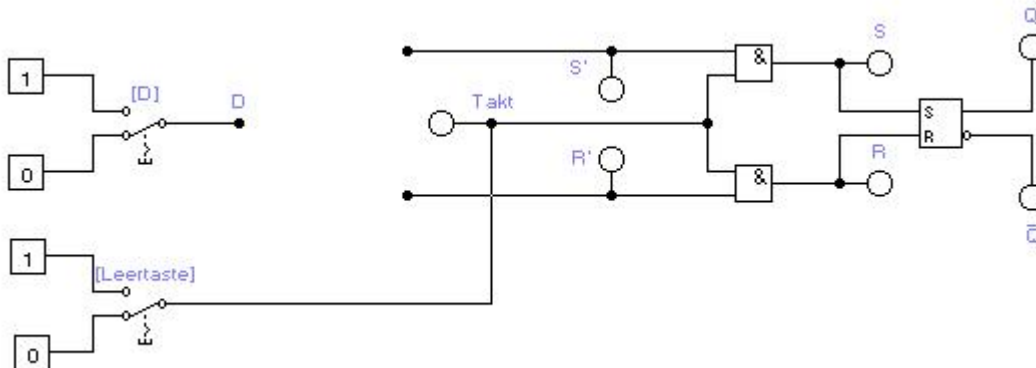 Q
S
&
1
S'
[D]
D
Takt
S
R
0
R'
&
R
Q̅
1
[Leertaste]
0